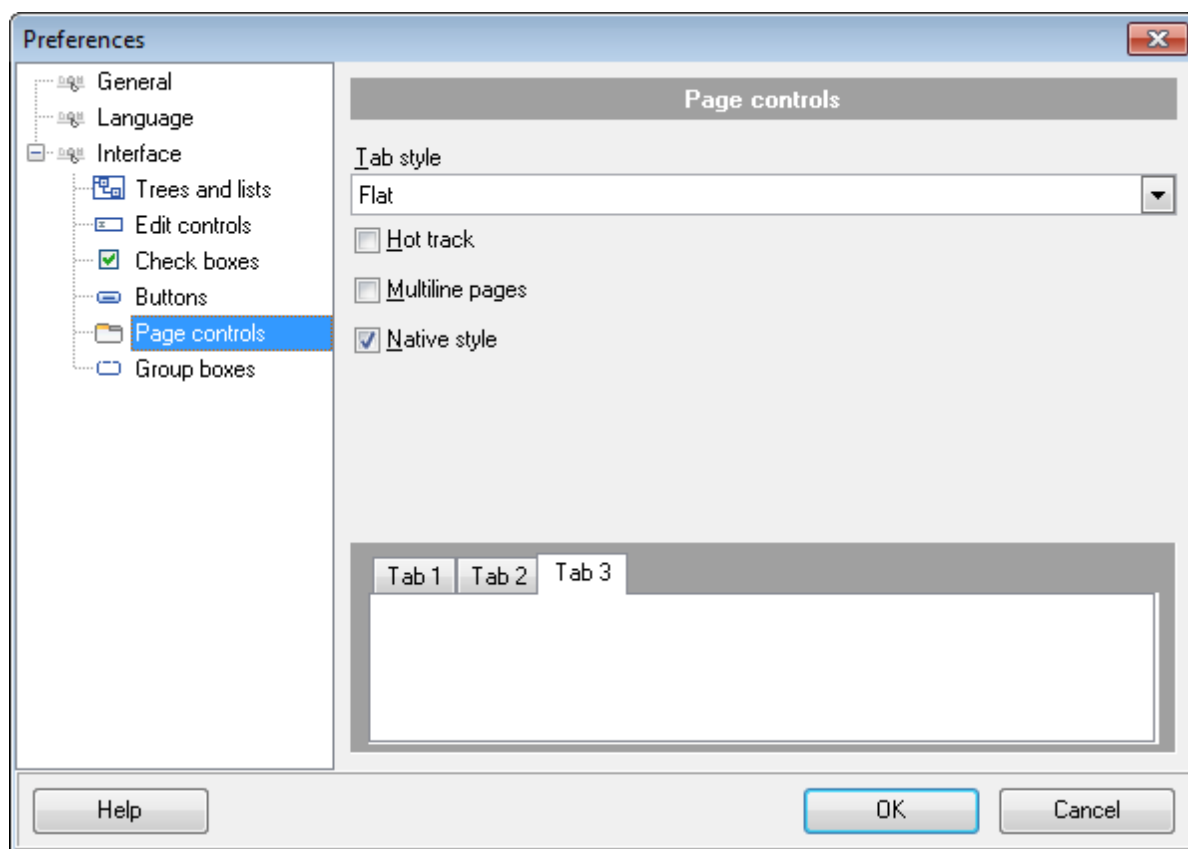 Preferences
General
Language
Interface
Trees and lists
Edit controls
Check boxes
Buttons
Page controls
Group boxes
Page controls
Tab style
Flat
Hot track
Multiline pages
Native style
Tab 1 Tab 2 Tab 3
Help OK Cancel